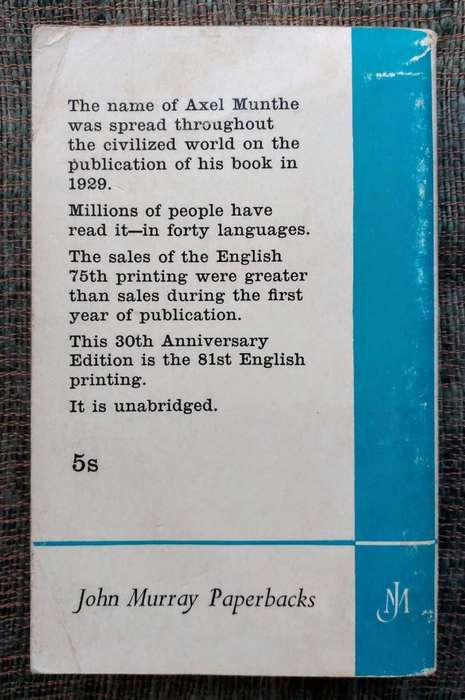 The name of Axel Munthe
was spread throughout
the civilized world on the
publication of his book in
1929.
Millions of people have
read it—in forty languages.
The sales of the English
75th printing were greater
than sales during the first
year of publication.
This 30th Anniversary
Edition is the 81st English
printing.
It is unabridged.
5s
John Murray Paperbacks
JM